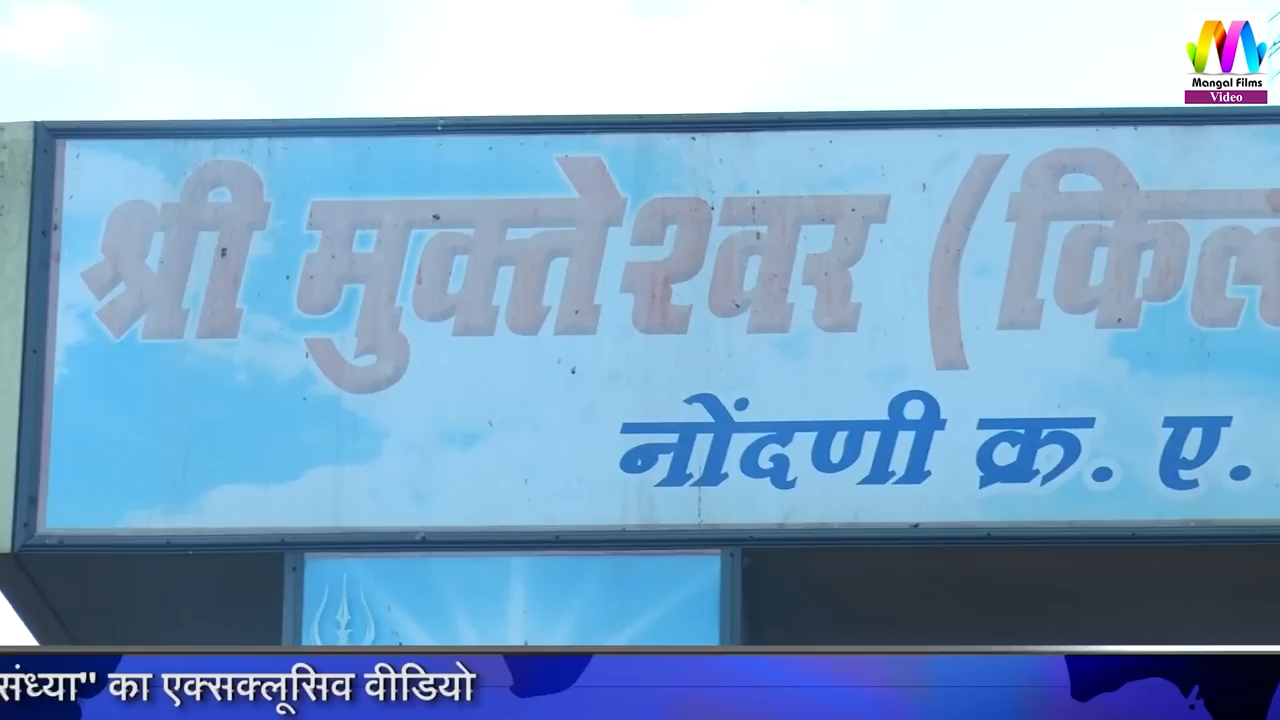 Mangal Films
Video
श्री मुक्तेश्वर (
नोंदणी क्र. ए.
संध्या" का एक्सक्लूसिव वीडियो